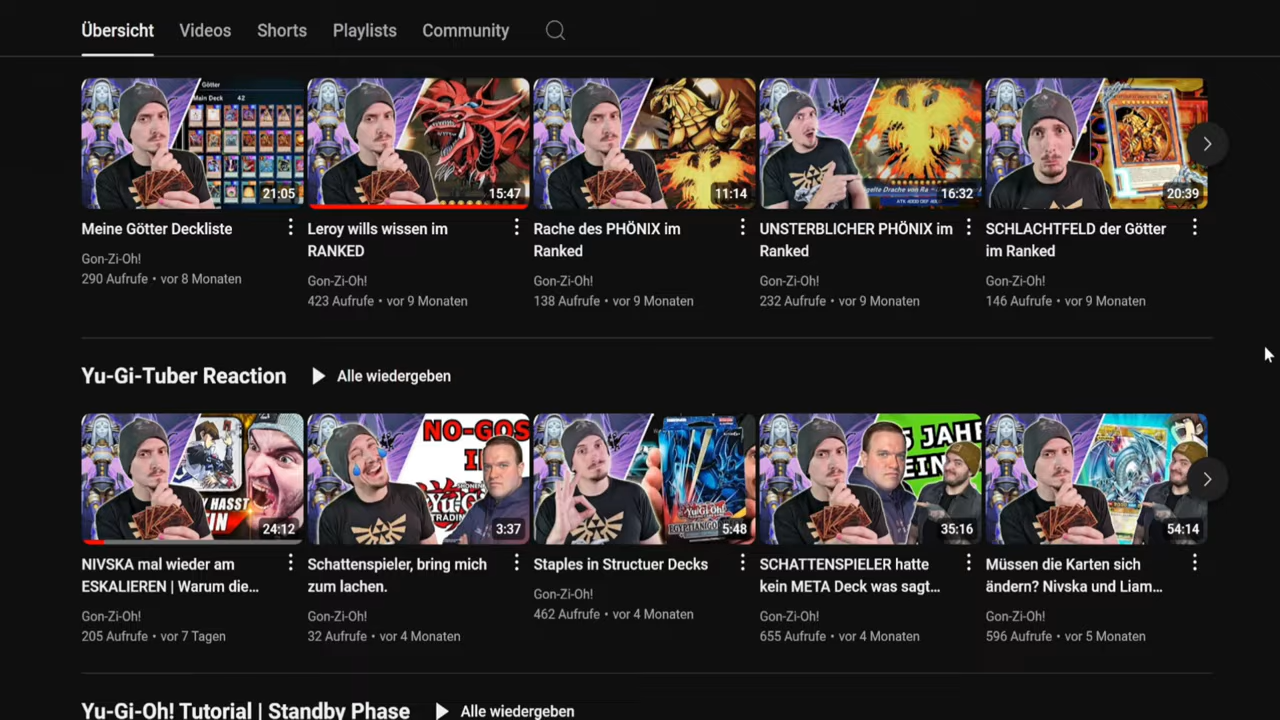 Übersicht Videos Shorts Playlists Community
Götter
Main Deck 42
21:05
15:47
11:14
16:32
20:39
Meine Götter Deckliste
Gon-Zi-Oh!
290 Aufrufe • vor 8 Monaten
Leroy wills wissen im
RANKED
Gon-Zi-Oh!
423 Aufrufe • vor 9 Monaten
Rache des PHÖNIX im
Ranked
Gon-Zi-Oh!
138 Aufrufe • vor 9 Monaten
UNSTERBLICHER PHÖNIX im
Ranked
Gon-Zi-Oh!
232 Aufrufe • vor 9 Monaten
SCHLACHTFELD der Götter
im Ranked
Gon-Zi-Oh!
146 Aufrufe • vor 9 Monaten
Yu-Gi-Tuber Reaction Alle wiedergeben
HASST
24:12
NO-GOS
3:37
5:48
5 JAHR
35:16
54:14
NIVSKA mal wieder am
ESKALIEREN | Warum die...
Gon-Zi-Oh!
205 Aufrufe • vor 7 Tagen
Schattenspieler, bring mich
zum lachen.
Gon-Zi-Oh!
32 Aufrufe • vor 4 Monaten
Staples in Structuer Decks
Gon-Zi-Oh!
462 Aufrufe • vor 4 Monaten
SCHATTENSPIELER hatte
kein META Deck was sagt...
Gon-Zi-Oh!
655 Aufrufe • vor 4 Monaten
Müssen die Karten sich
ändern? Nivska und Liam...
Gon-Zi-Oh!
596 Aufrufe • vor 5 Monaten
Yu-Gi-Oh! Tutorial | Standby Phase Alle wiedergeben